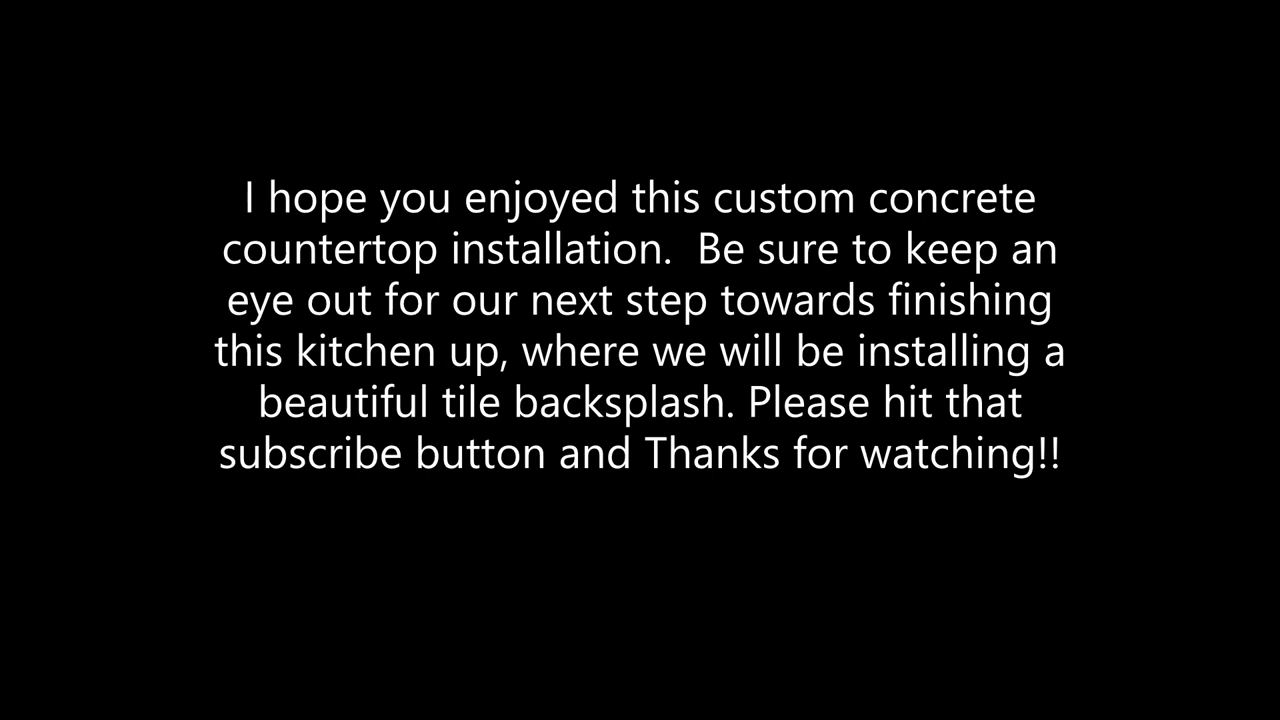 I hope you enjoyed this custom concrete
countertop installation.  Be sure to keep an
eye out for our next step towards finishing
this kitchen up, where we will be installing a
beautiful tile backsplash. Please hit that
subscribe button and Thanks for watching!!